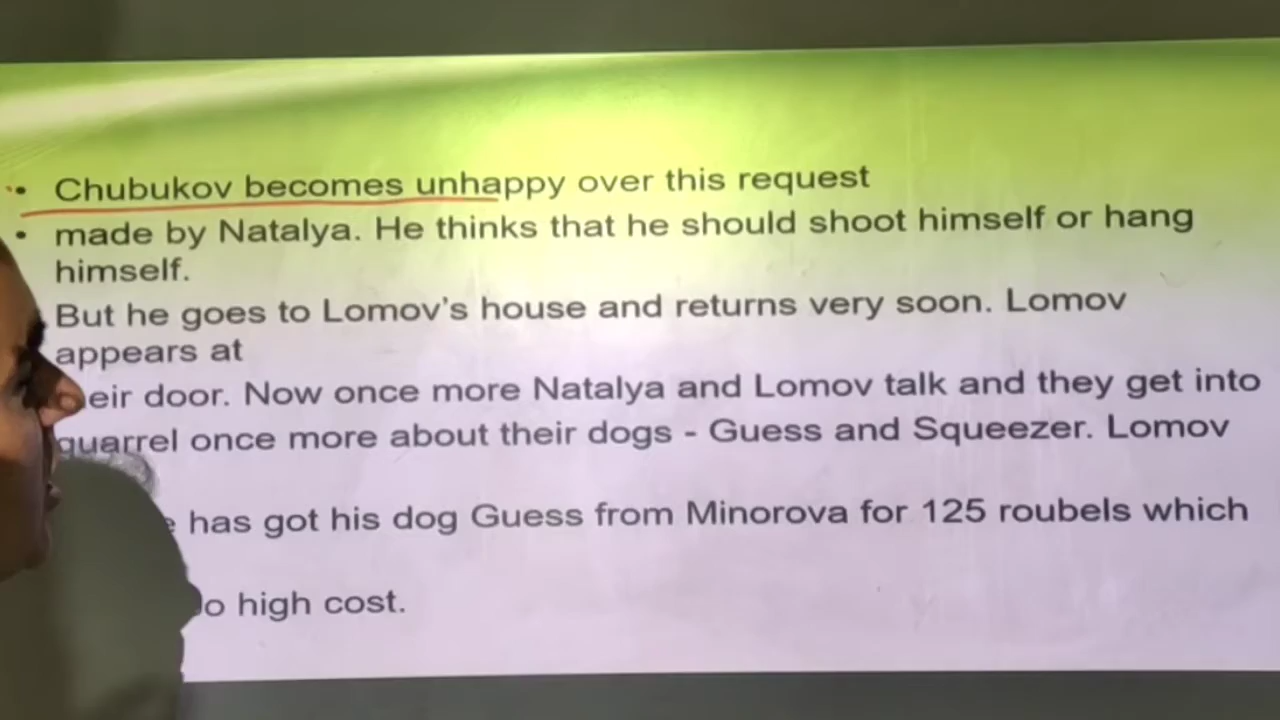 • Chubukov becomes unhappy over this request
• made by Natalya. He thinks that he should shoot himself or hang
himself.
But he goes to Lomov's house and returns very soon. Lomov
appears at
door. Now once more Natalya and Lomov talk and they get into
quarrel once more about their dogs - Guess and Squeezer. Lomov
has got his dog Guess from Minorova for 125 roubels which
high cost.